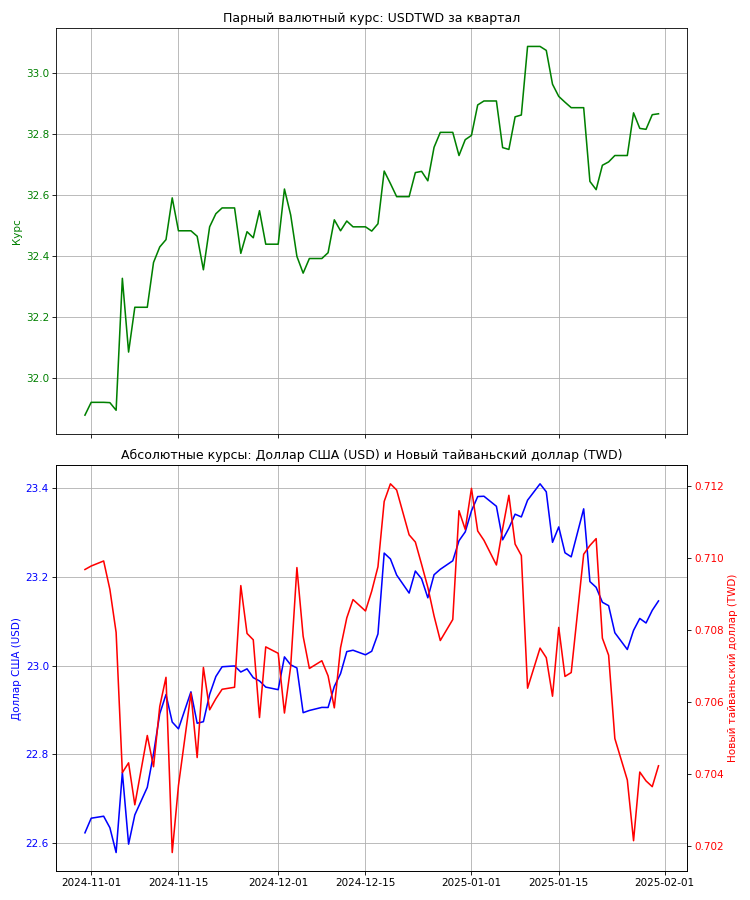 Парный валютный курс: USDTWD за квартал
Курс
33.0
32.8
32.6
32.4
32.2
32.0
Абсолютные курсы: Доллар США (USD) и Новый тайваньский доллар (TWD)
Доллар США (USD)
23.4
23.2
23.0
22.8
22.6
0.712
0.710
0.708
0.706
0.704
0.702
Новый тайваньский доллар (TWD)
2024-11-01 2024-11-15 2024-12-01 2024-12-15 2025-01-01 2025-01-15 2025-02-01